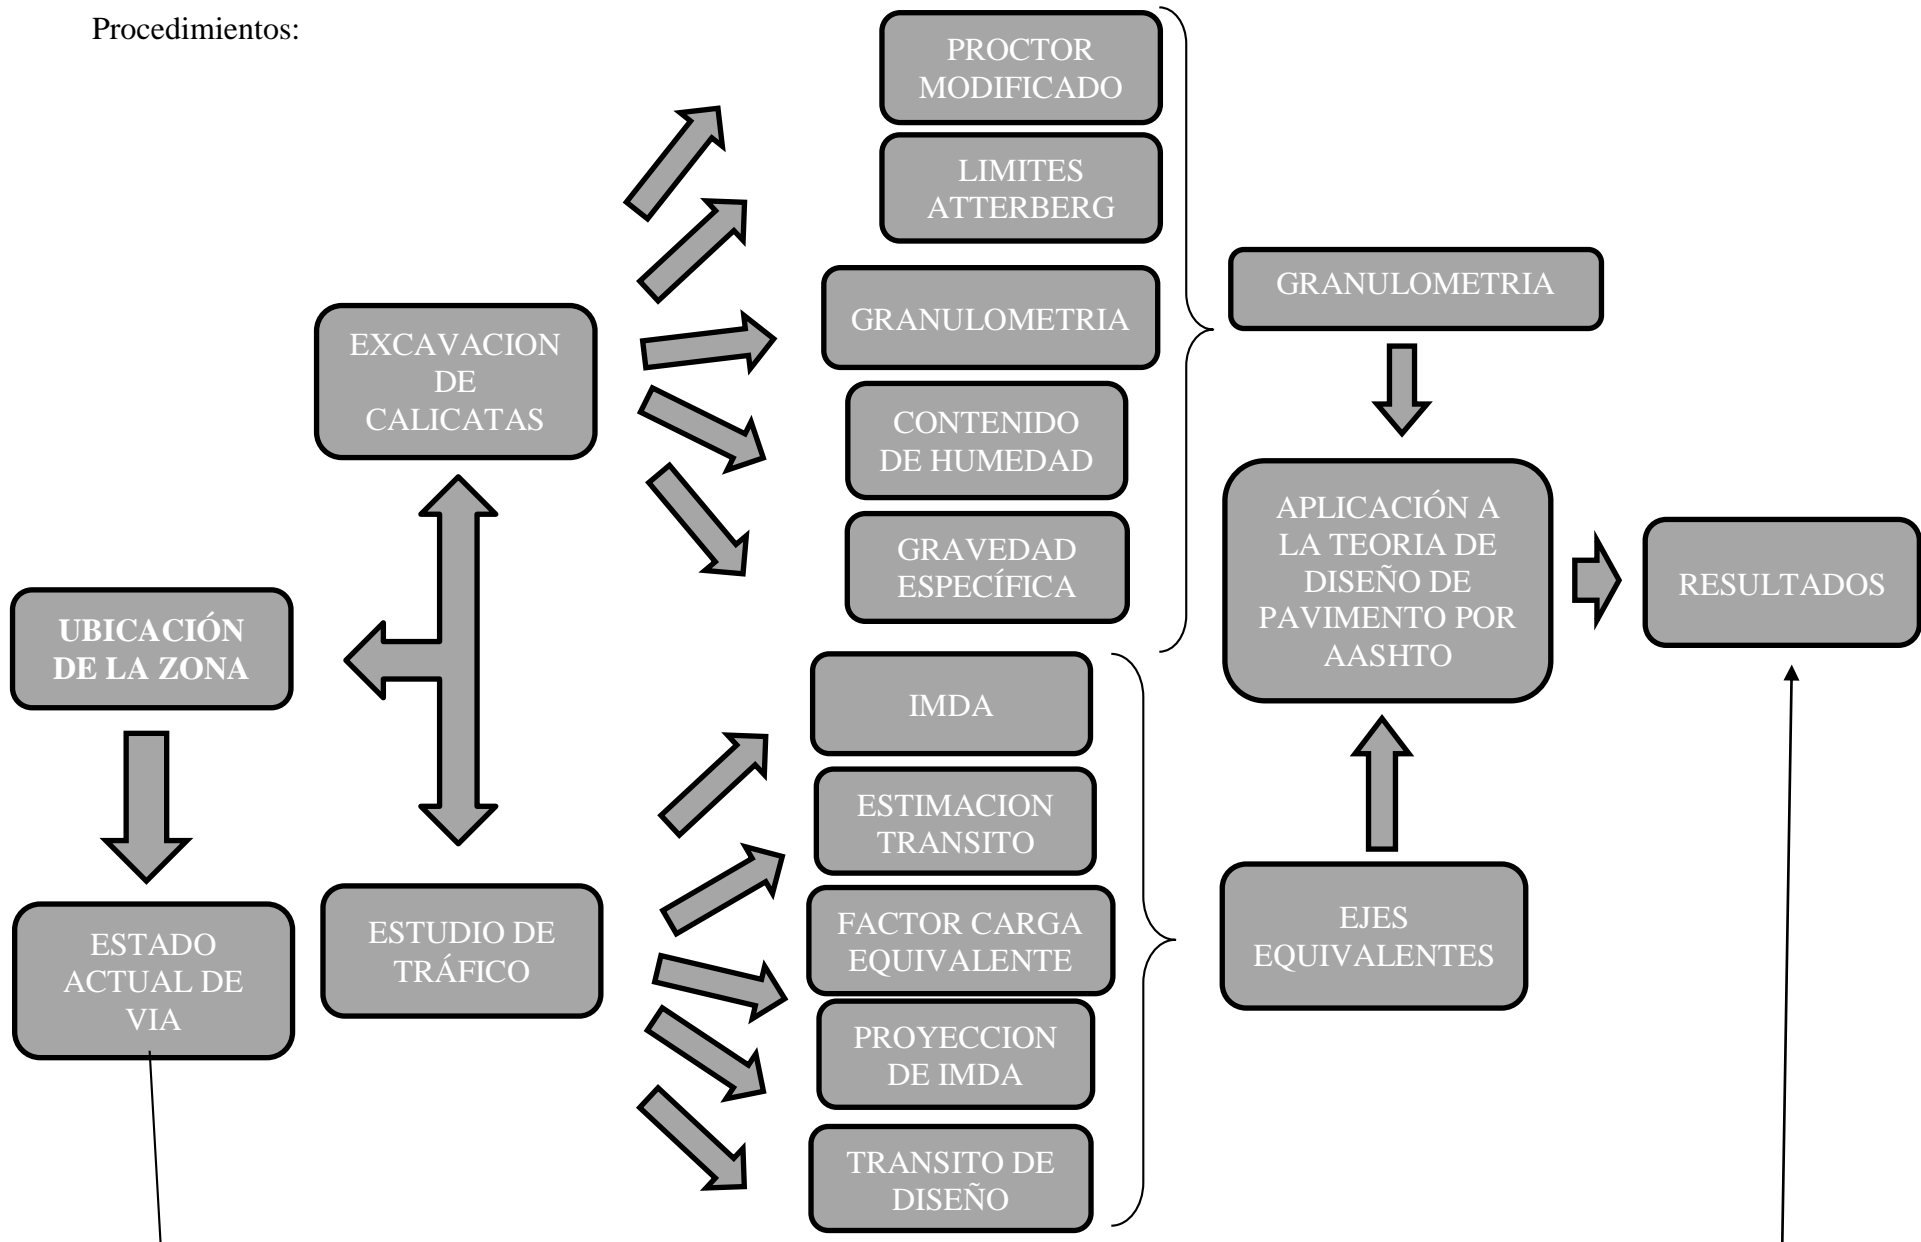 Procedimientos:
PROCTOR
MODIFICADO
LIMITES
ATTERBERG
GRANULOMETRIA
CONTENIDO
DE HUMEDAD
GRAVEDAD
ESPECÍFICA
GRANULOMETRIA
EXCAVACION
DE
CALICATAS
APLICACIÓN A
LA TEORIA DE
DISEÑO DE
PAVIMENTO POR
AASHTO
RESULTADOS
UBICACIÓN
DE LA ZONA
IMDA
ESTIMACION
TRANSITO
FACTOR CARGA
EQUIVALENTE
PROYECCION
DE IMDA
TRANSITO DE
DISEÑO
EJES
EQUIVALENTES
ESTUDIO DE
TRÁFICO
ESTADO
ACTUAL DE
VIA